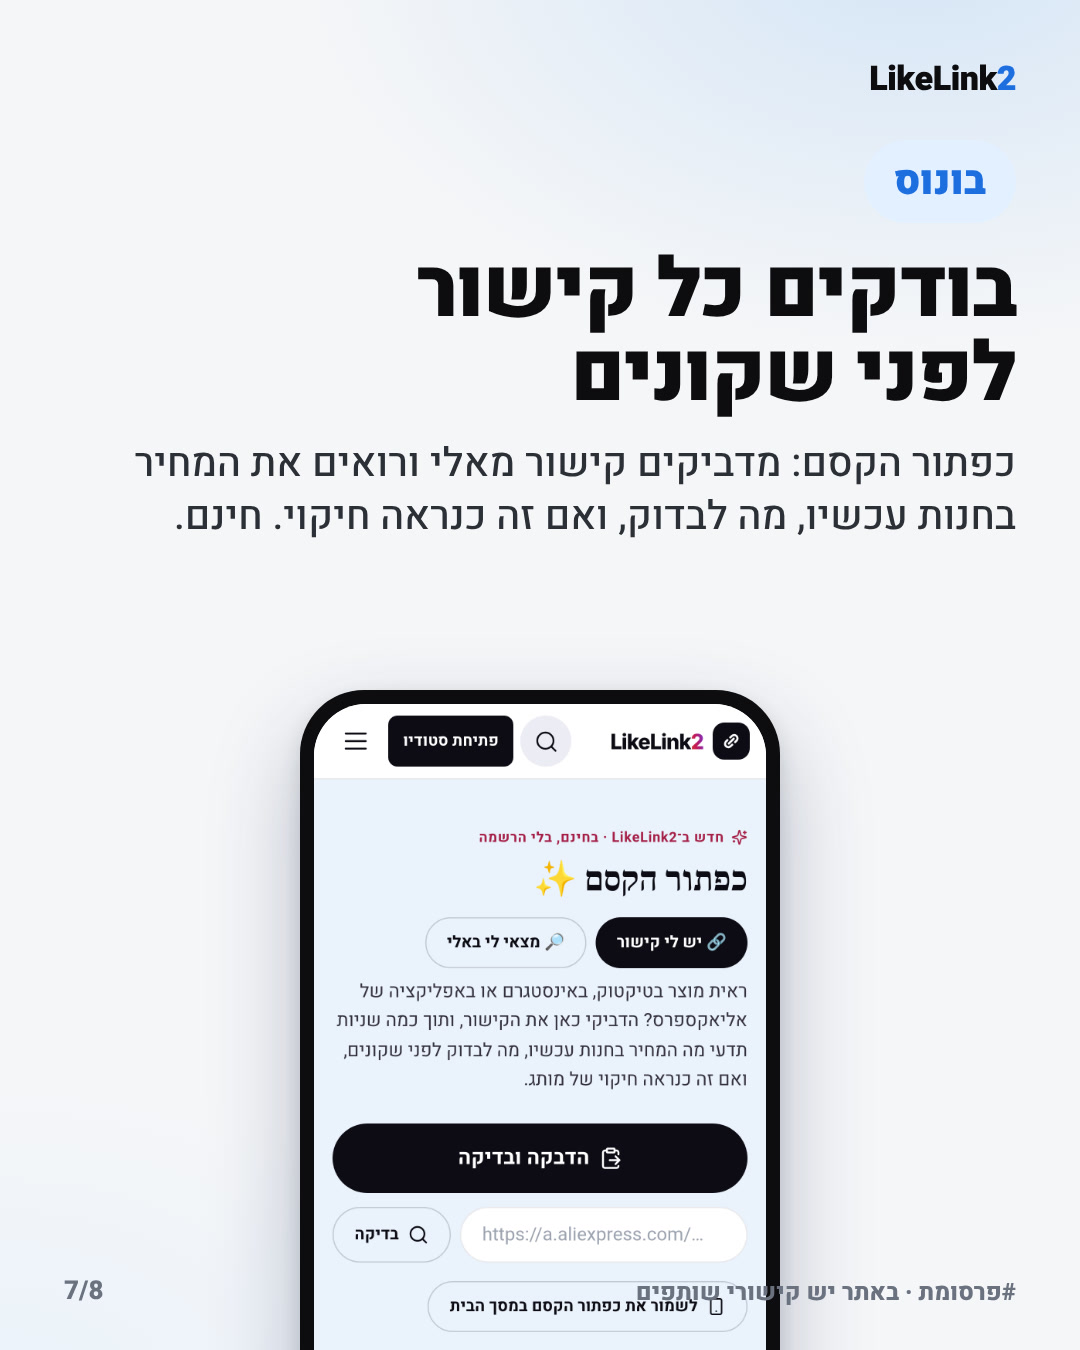 LikeLink2
בונוס
בודקים כל קישור
לפני שקונים
כפתור הקסם: מדביקים קישור מאלי ורואים את המחיר
בחנות עכשיו, מה לבדוק, ואם זה כנראה חיקוי. חינם.
LikeLink2
פתיחת סטודיו
חדש ב־LikeLink2 · בחינם, בלי הרשמה
כפתור הקסם ✨
🔗 יש לי קישור
🔎 מצאי לי באלי
ראית מוצר בטיקטוק, באינסטגרם או באפליקציה של
אליאקספרס? הדביקי כאן את הקישור, ותוך כמה שניות
תדעי מה המחיר בחנות עכשיו, מה לבדוק לפני שקונים,
ואם זה כנראה חיקוי של מותג.
הדבקה ובדיקה
https://a.aliexpress.com/...
בדיקה
לשמור את כפתור הקסם במסך הבית
#פרסומת · באתר יש קישורי שותפים
7/8